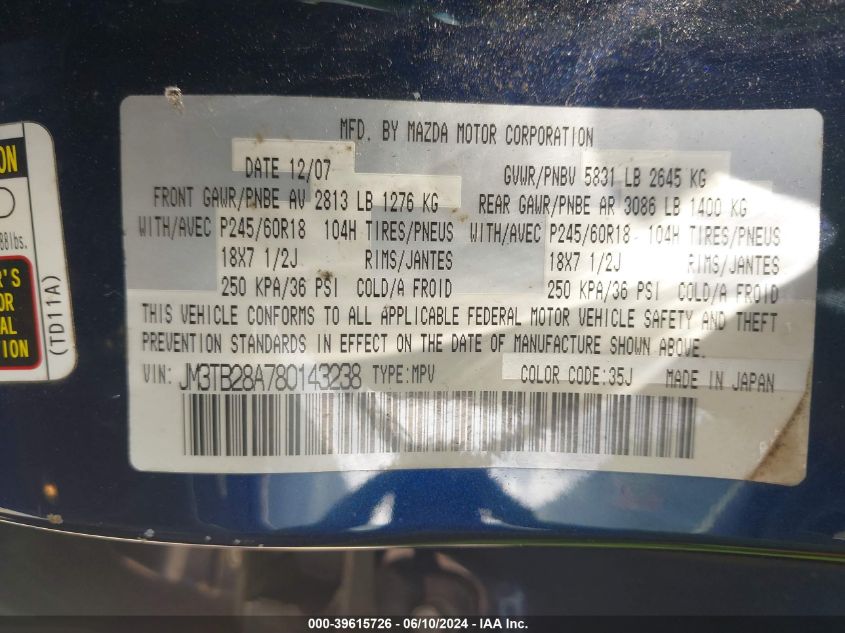 MFD. BY MAZDA MOTOR CORPORATION
DATE 12/07 GVWR/PNBV 5831 LB 2645 KG
FRONT GAWR/PNBE AV 2813 LB 1276 KG REAR GAWR/PNBE AR 3086 LB 1400 KG
WITH/AVEC P245/60R18 104H TIRES/PNEUS WITH/AVEC P245/60R18 104H TIRES/PNEUS
18X7 1/2J RIMS/JANTES 18X7 1/2J RIMS/JANTES
250 KPA/36 PSI COLD/A FROID 250 KPA/36 PSI COLD/A FROID
THIS VEHICLE CONFORMS TO ALL APPLICABLE FEDERAL MOTOR VEHICLE SAFETY AND THEFT
PREVENTION STANDARDS IN EFFECT ON THE DATE OF MANUFACTURE SHOWN ABOVE.
VIN: JM3TB28A780143238 TYPE:MPV COLOR CODE:35J MADE IN JAPAN
ON
88lbs.
R'S
OR
AL
TION
(TD11A)
000-39615726 - 06/10/2024 - IAA Inc.